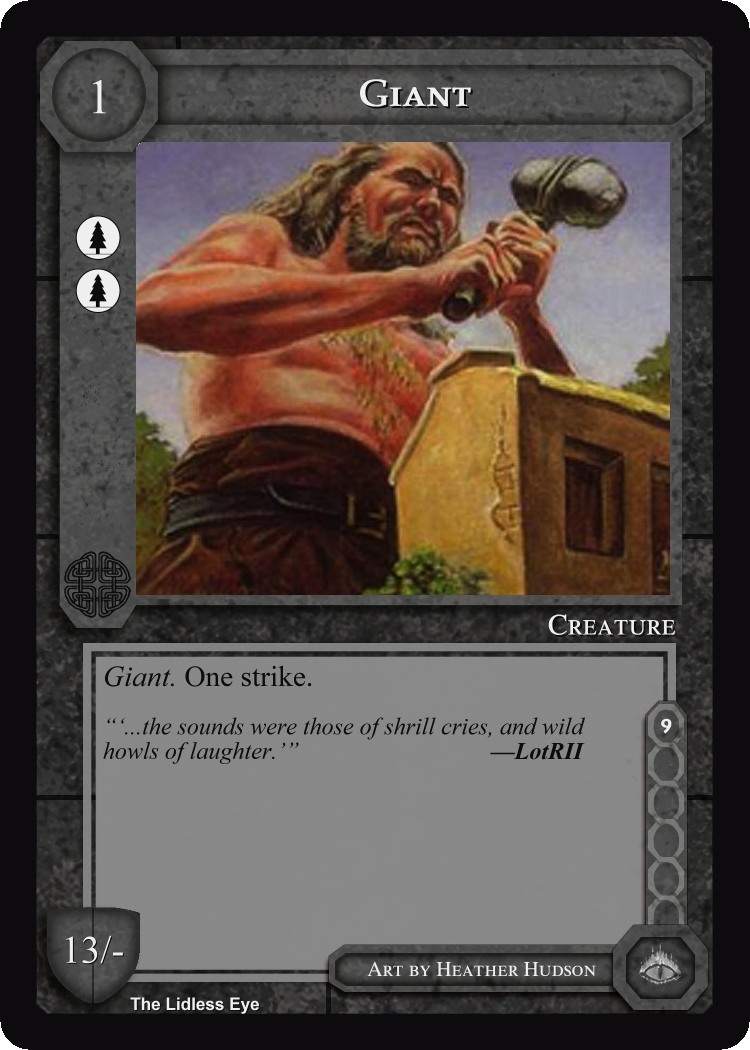 1
GIANT
CREATURE
Giant. One strike.
“‘...the sounds were those of shrill cries, and wild
howls of laughter.’” —LotRII
9
13/-
ART BY HEATHER HUDSON
The Lidless Eye